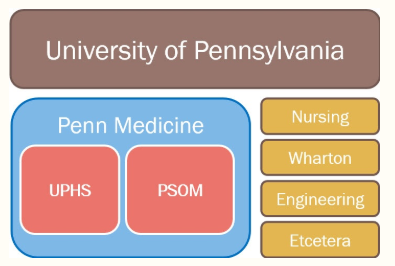 University of Pennsylvania
Penn Medicine
UPHS
PSOM
Nursing
Wharton
Engineering
Etcetera